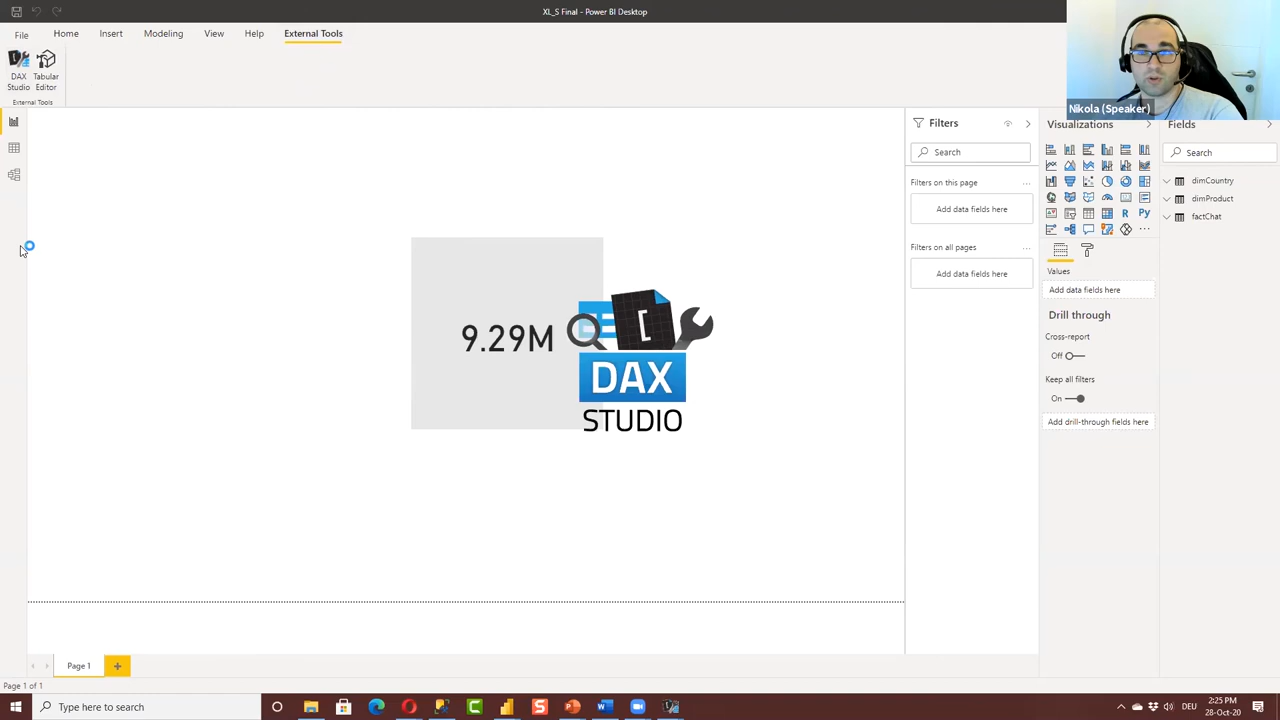 XL_S Final - Power BI Desktop
File
Home
Insert
Modeling
View
Help
External Tools
DAX
Studio
Tabular
Editor
External Tools
Nikola (Speaker)
Filters
Search
Filters on this page
...
Add data fields here
Filters on all pages
...
Add data fields here
Visualizations
R
Py
...
Values
Add data fields here
Drill through
Cross-report
Off
Keep all filters
On
Add drill-through fields here
Fields
Search
dimCountry
dimProduct
factChat
9.29M
DAX
STUDIO
Page 1
+
Page 1 of 1
Type here to search
DEU
2:25 PM
28-Oct-20